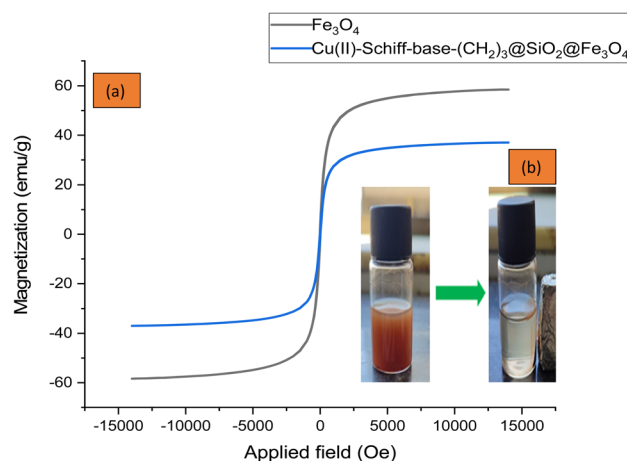 Fe₃O₄
Cu(II)-Schiff-base-(CH₂)₃@SiO₂@Fe₃O₄
(a)
(b)
Magnetization (emu/g)
60
40
20
0
-20
-40
-60
-15000 -10000 -5000 0 5000 10000 15000
Applied field (Oe)